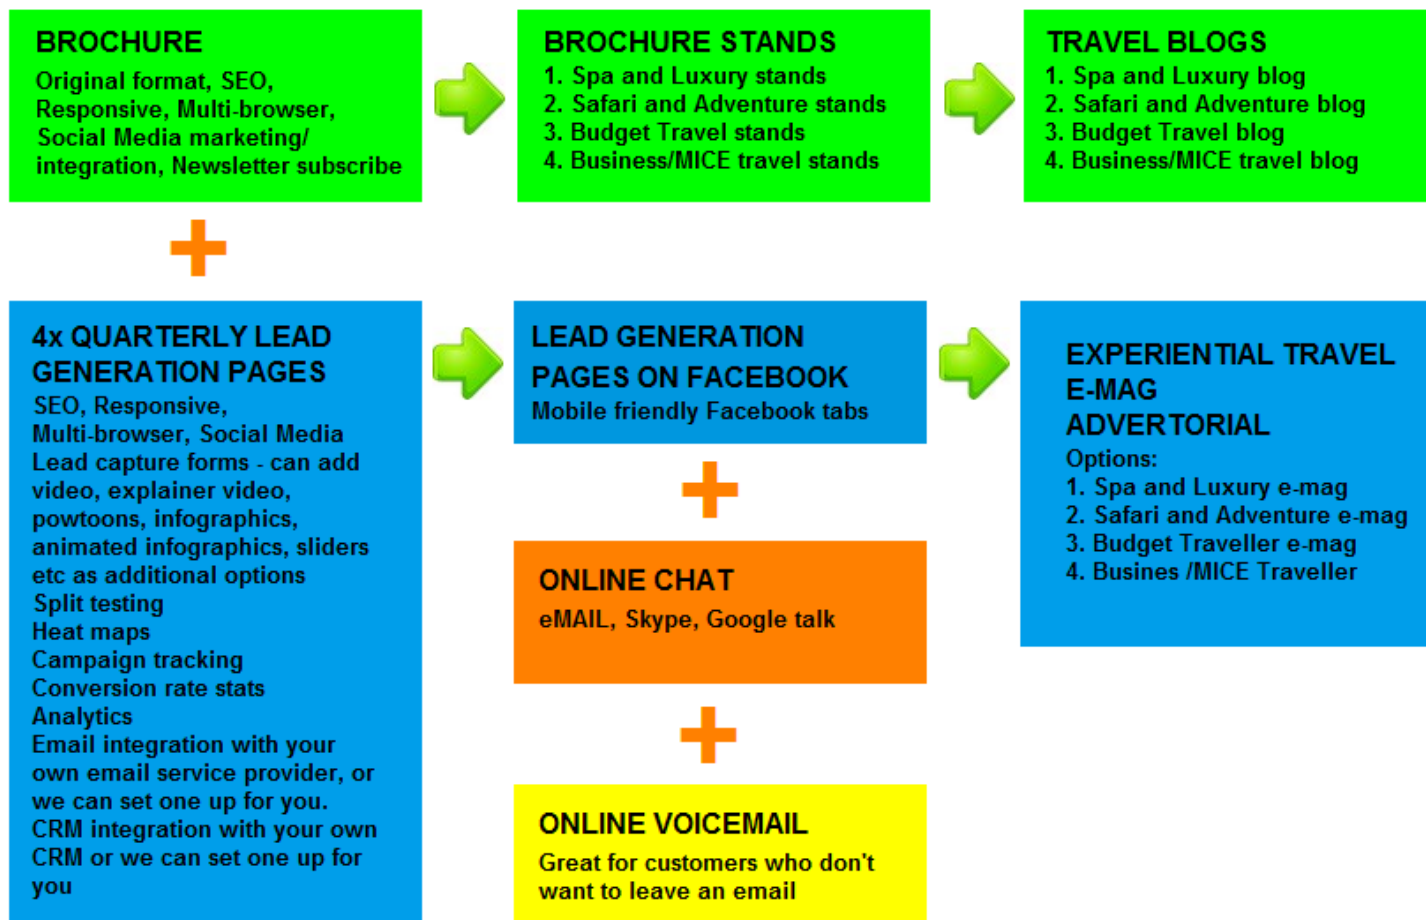 BROCHURE
Original format, SEO,
Responsive, Multi-browser,
Social Media marketing/
integration, Newsletter subscribe
BROCHURE STANDS
1. Spa and Luxury stands
2. Safari and Adventure stands
3. Budget Travel stands
4. Business/MICE travel stands
TRAVEL BLOGS
1. Spa and Luxury blog
2. Safari and Adventure blog
3. Budget Travel blog
4. Business/MICE travel blog
4x QUARTERLY LEAD
GENERATION PAGES
SEO, Responsive,
Multi-browser, Social Media
Lead capture forms - can add
video, explainer video,
powtoons, infographics,
animated infographics, sliders
etc as additional options
Split testing
Heat maps
Campaign tracking
Conversion rate stats
Analytics
Email integration with your
own email service provider, or
we can set one up for you.
CRM integration with your own
CRM or we can set one up for
you
LEAD GENERATION
PAGES ON FACEBOOK
Mobile friendly Facebook tabs
ONLINE CHAT
eMAIL, Skype, Google talk
ONLINE VOICEMAIL
Great for customers who don't
want to leave an email
EXPERIENTIAL TRAVEL
E-MAG
ADVERTORIAL
Options:
1. Spa and Luxury e-mag
2. Safari and Adventure e-mag
3. Budget Traveller e-mag
4. Busines /MICE Traveller